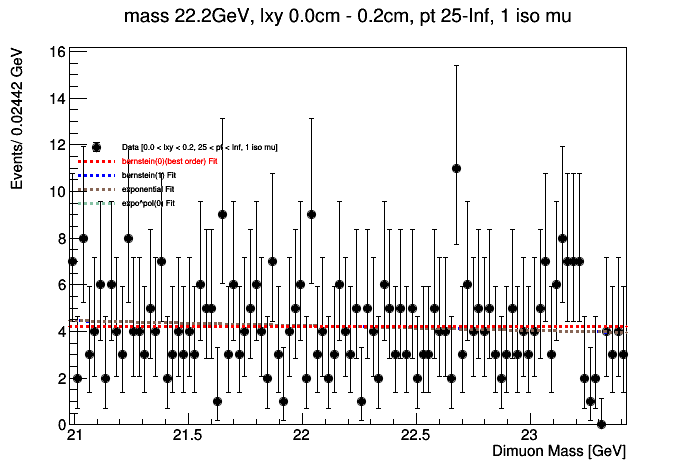 mass 22.2GeV, lxy 0.0cm - 0.2cm, pt 25-Inf, 1 iso mu
Events/ 0.02442 GeV
16
14
12
10
8
6
4
2
0
Data [0.0 < lxy < 0.2, 25 < pt < Inf, 1 iso mu]
bernstein(0)(best order) Fit
bernstein(1) Fit
exponential Fit
expo*pol(0) Fit
21 21.5 22 22.5 23
Dimuon Mass [GeV]